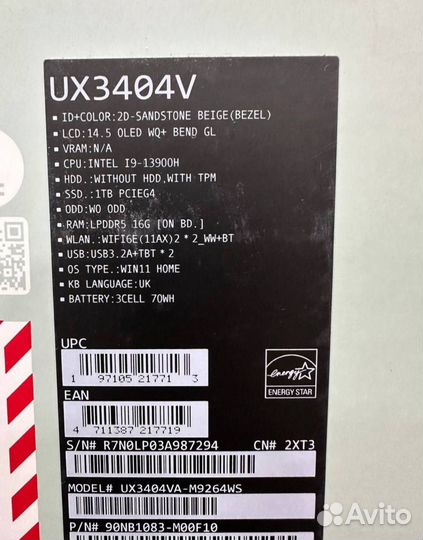 UX3404V
▪ ID+COLOR:2D-SANDSTONE BEIGE(BEZEL)
▪ LCD:14.5 OLED WQ+ BEND GL
▪ VRAM:N/A
▪ CPU:INTEL I9-13900H
▪ HDD.:WITHOUT HDD,WITH TPM
▪ SSD.:1TB PCIEG4
▪ ODD:WO ODD
▪ RAM:LPDDR5 16G [ON BD.]
▪ WLAN.:WIFI6E(11AX)2 * 2_WW+BT
▪ USB:USB3.2A+TBT * 2
▪ OS TYPE.:WIN11 HOME
▪ KB LANGUAGE:UK
▪ BATTERY:3CELL 70WH
UPC
1 97105 21771 3
energy
ENERGY STAR
EAN
4 711387 217719
S/N# R7N0LP03A987294 CN# 2XT3
MODEL# UX3404VA-M9264WS
P/N# 90NB1083-M00F10
Avito